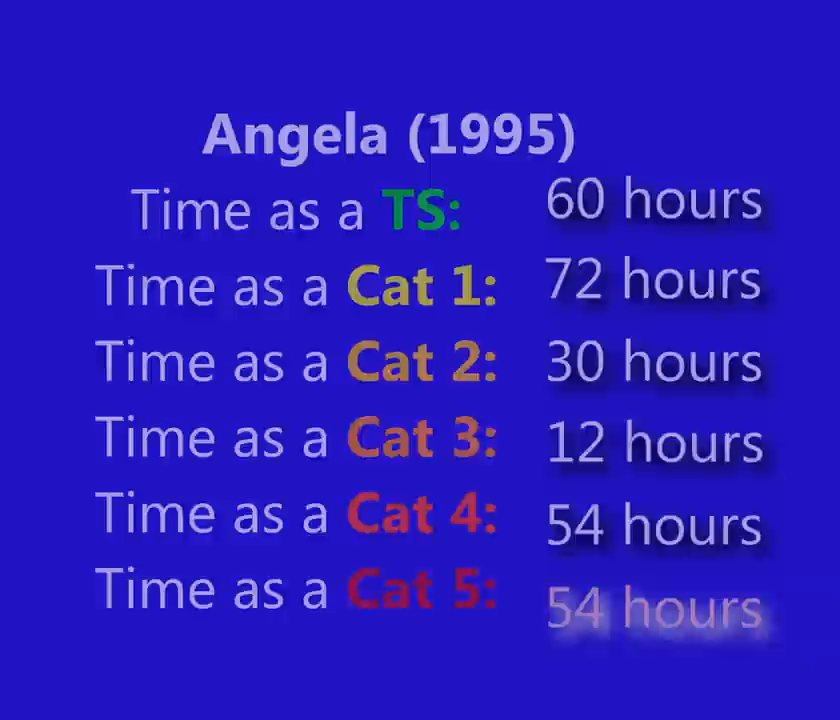 Angela (1995)
Time as a TS: 60 hours
Time as a Cat 1: 72 hours
Time as a Cat 2: 30 hours
Time as a Cat 3: 12 hours
Time as a Cat 4: 54 hours
Time as a Cat 5: 54 hours